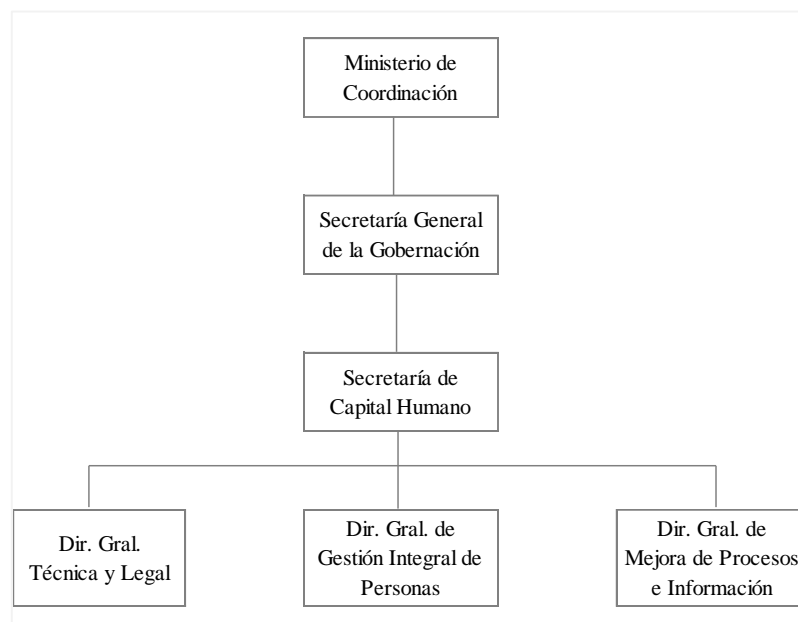 Ministerio de
Coordinación
Secretaría General
de la Gobernación
Secretaría de
Capital Humano
Dir. Gral.
Técnica y Legal
Dir. Gral. de
Gestión Integral de
Personas
Dir. Gral. de
Mejora de Procesos
e Información